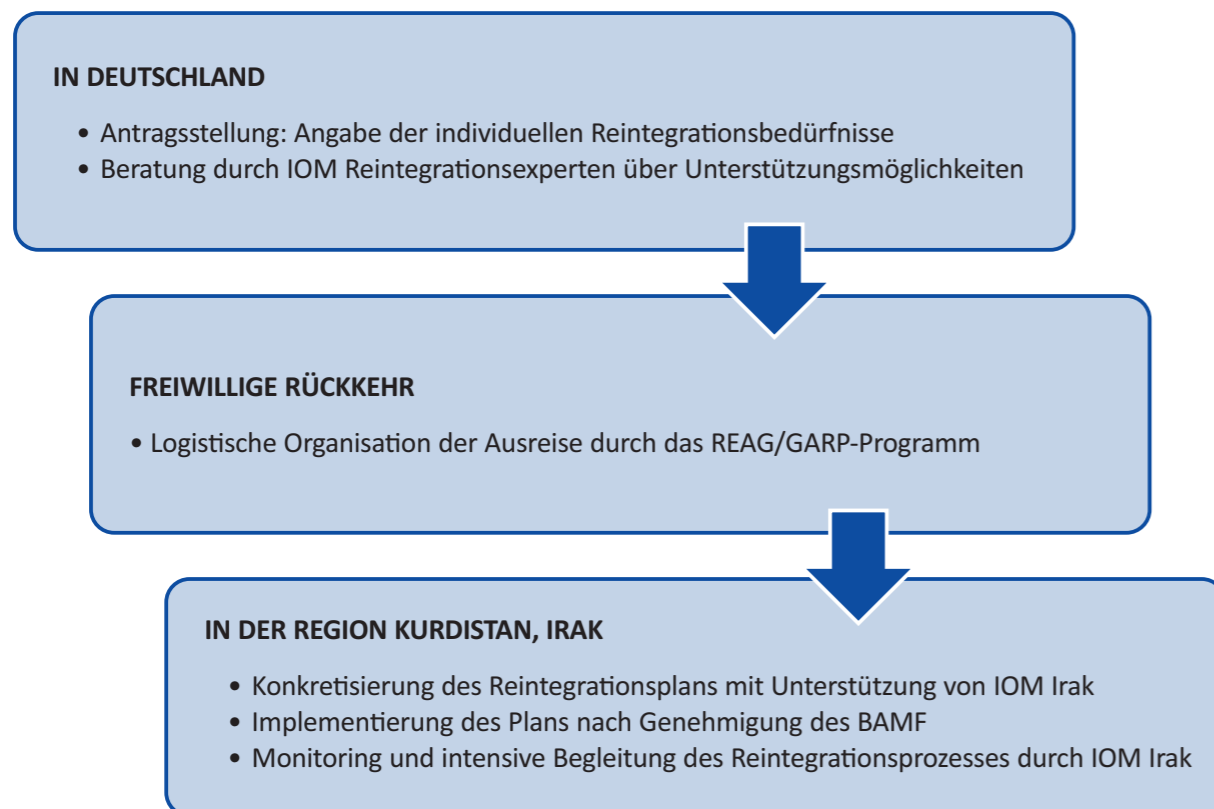 IN DEUTSCHLAND
• Antragsstellung: Angabe der individuellen Reintegrationsbedürfnisse
• Beratung durch IOM Reintegrationsexperten über Unterstützungsmöglichkeiten
FREIWILLIGE RÜCKKEHR
• Logistische Organisation der Ausreise durch das REAG/GARP-Programm
IN DER REGION KURDISTAN, IRAK
• Konkretisierung des Reintegrationsplans mit Unterstützung von IOM Irak
• Implementierung des Plans nach Genehmigung des BAMF
• Monitoring und intensive Begleitung des Reintegrationsprozesses durch IOM Irak